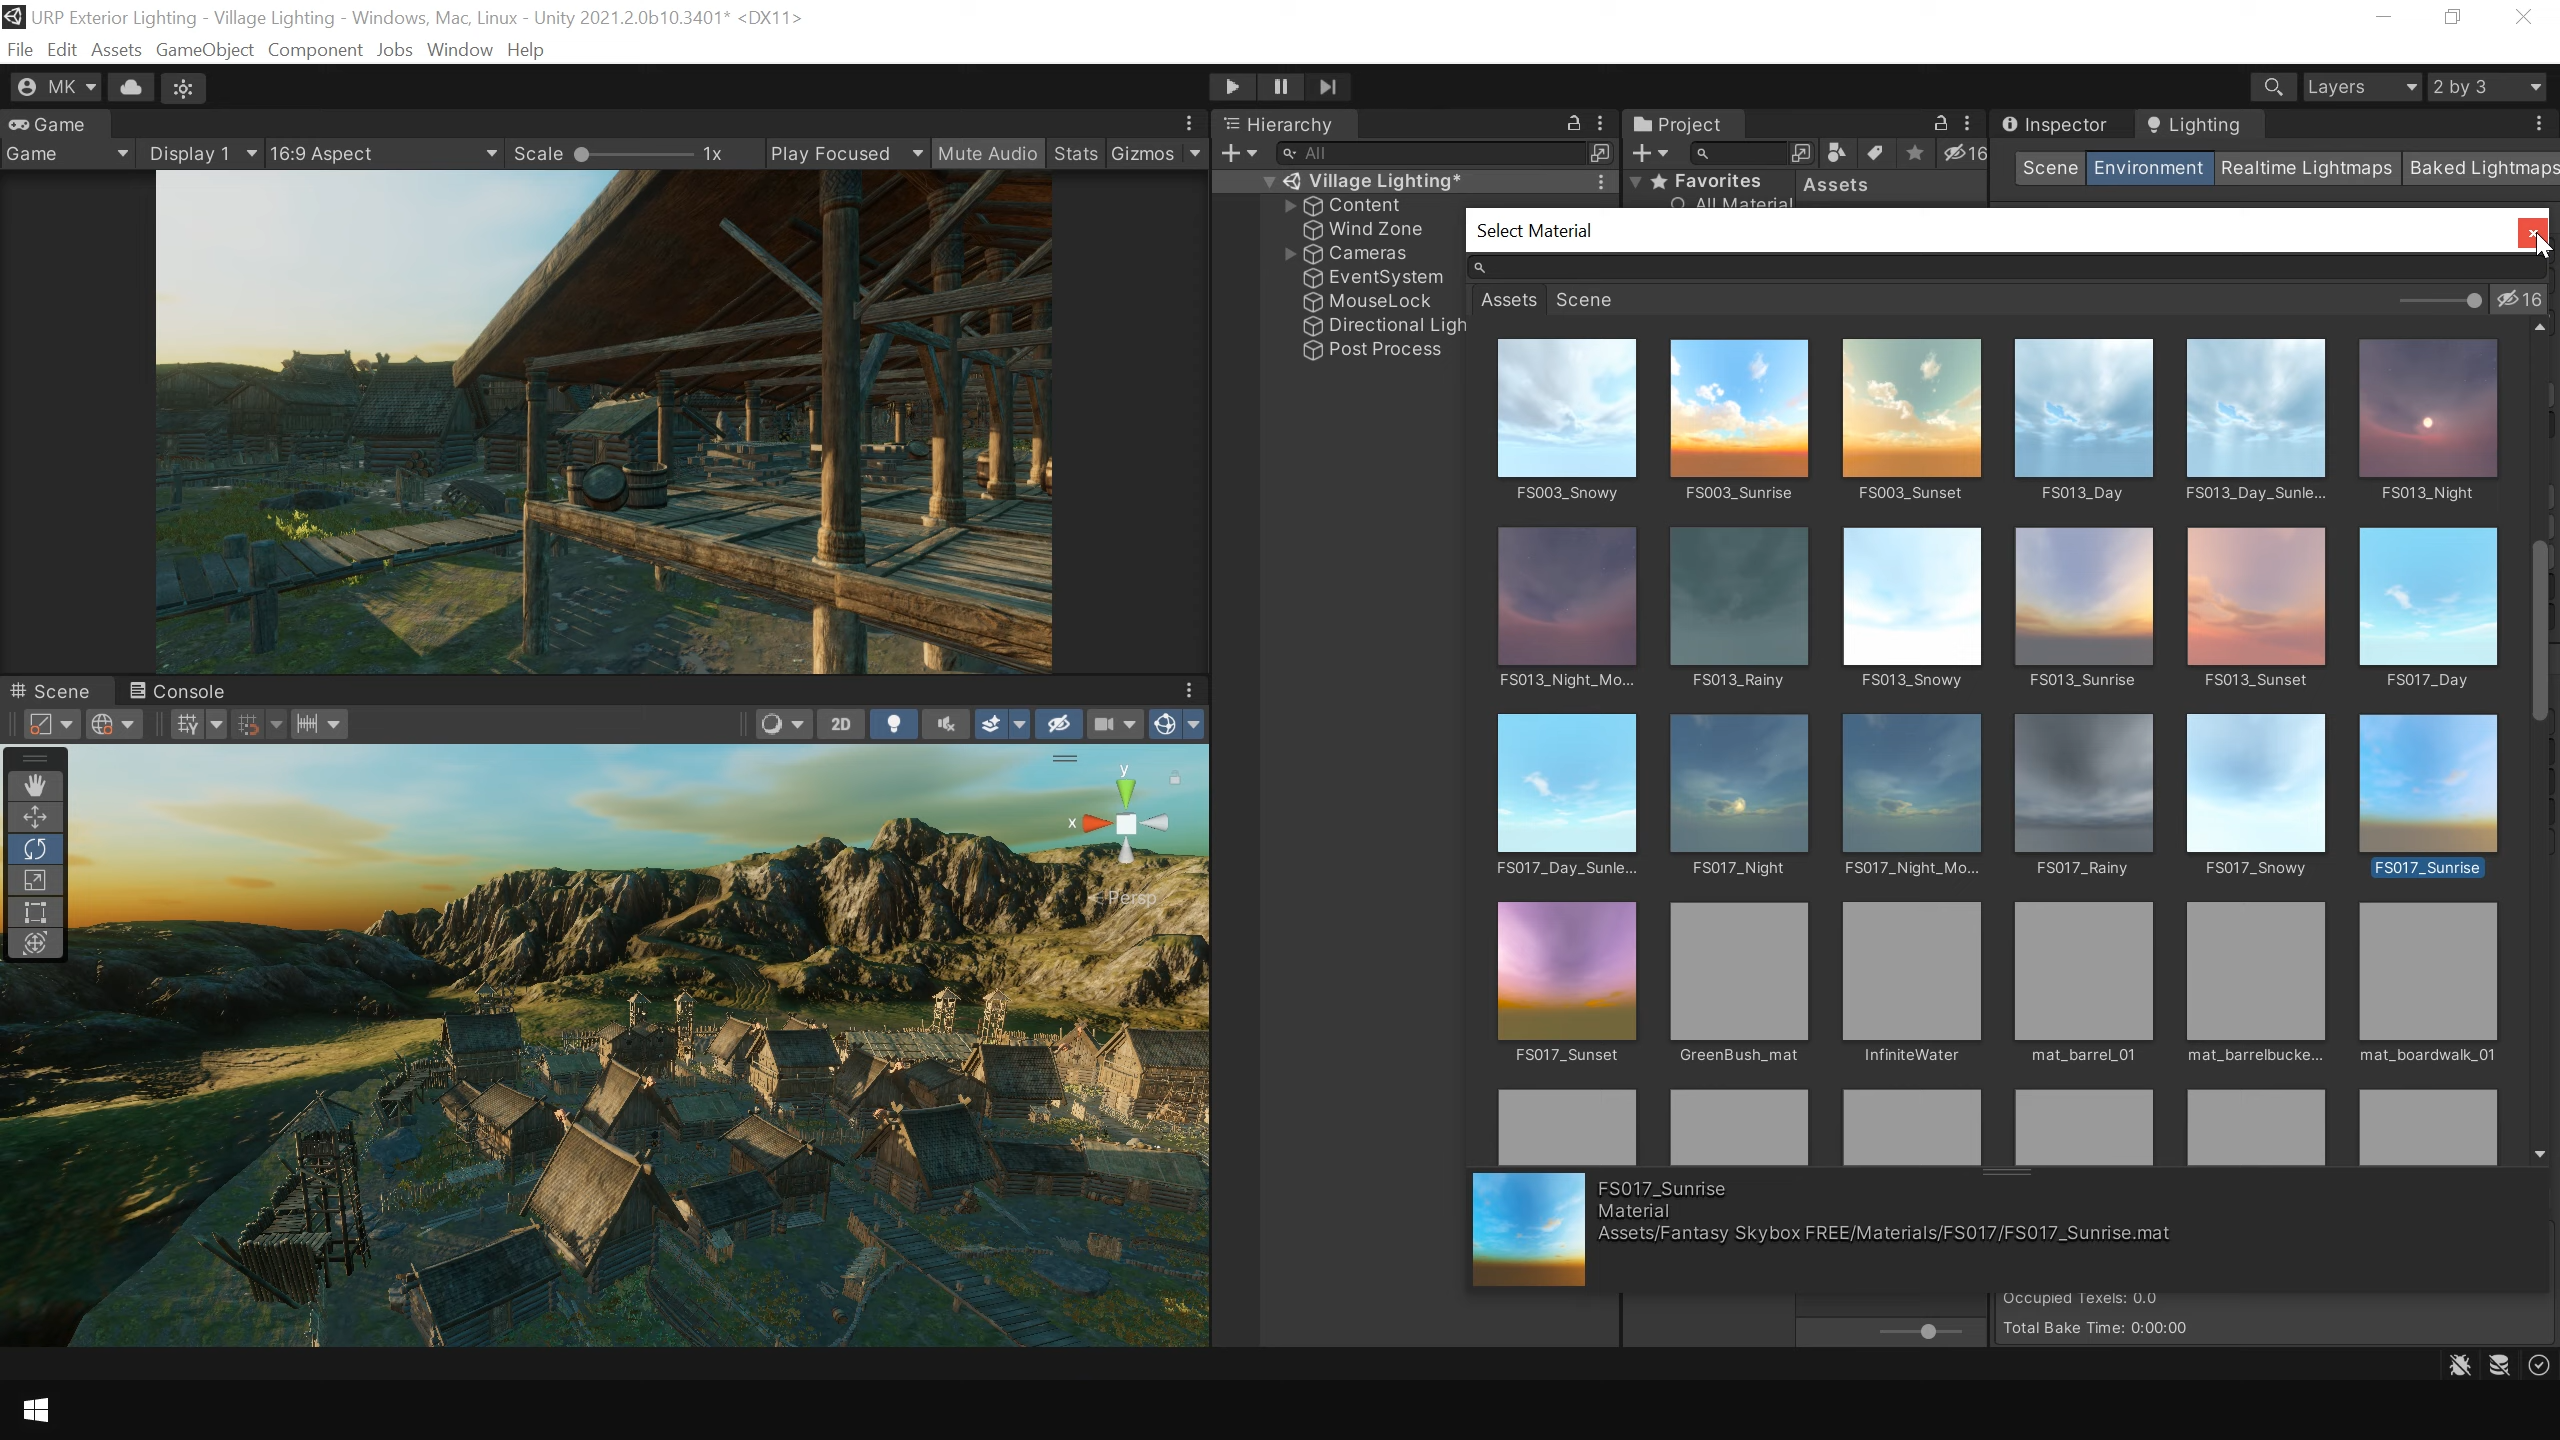 URP Exterior Lighting - Village Lighting - Windows, Mac, Linux - Unity 2021.2.0b10.3401* <DX11>
File Edit Assets GameObject Component Jobs Window Help
MK
Layers
2 by 3
Game
Game
Display 1
16:9 Aspect
Scale
1x
Play Focused
Mute Audio
Stats
Gizmos
Hierarchy
All
Village Lighting*
Content
Wind Zone
Cameras
EventSystem
MouseLock
Directional Ligh
Post Process
Project
16
Favorites
All Material
Assets
Inspector
Lighting
Scene
Environment
Realtime Lightmaps
Baked Lightmaps
Select Material
Assets
Scene
16
FS003_Snowy
FS003_Sunrise
FS003_Sunset
FS013_Day
FS013_Day_Sunle...
FS013_Night
FS013_Night_Mo...
FS013_Rainy
FS013_Snowy
FS013_Sunrise
FS013_Sunset
FS017_Day
FS017_Day_Sunle...
FS017_Night
FS017_Night_Mo...
FS017_Rainy
FS017_Snowy
FS017_Sunrise
FS017_Sunset
GreenBush_mat
InfiniteWater
mat_barrel_01
mat_barrelbucke...
mat_boardwalk_01
FS017_Sunrise
Material
Assets/Fantasy Skybox FREE/Materials/FS017/FS017_Sunrise.mat
Occupied Texels: 0.0
Total Bake Time: 0:00:00
Scene
Console
2D
y
x
Persp